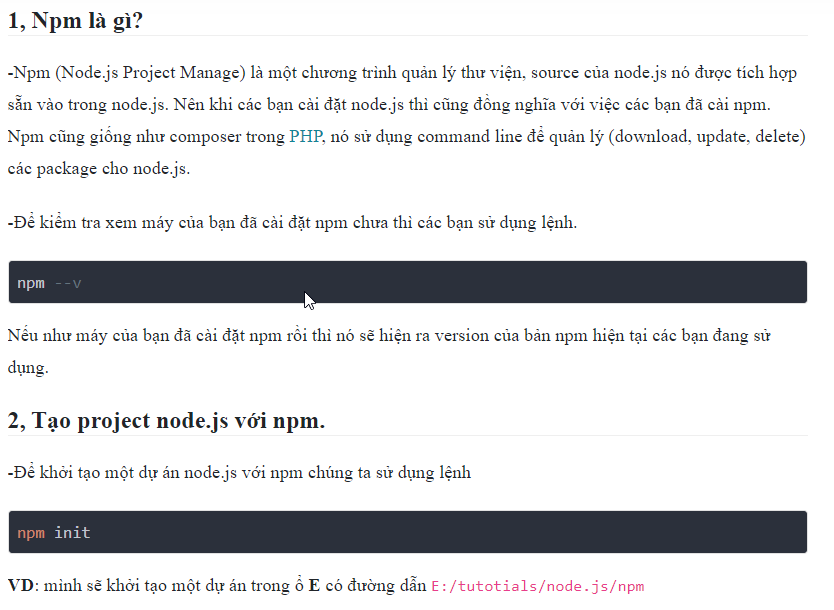 1, Npm là gì?
-Npm (Node.js Project Manage) là một chương trình quản lý thư viện, source của node.js nó được tích hợp
sẵn vào trong node.js. Nên khi các bạn cài đặt node.js thì cũng đồng nghĩa với việc các bạn đã cài npm.
Npm cũng giống như composer trong PHP, nó sử dụng command line để quản lý (download, update, delete)
các package cho node.js.
-Để kiểm tra xem máy của bạn đã cài đặt npm chưa thì các bạn sử dụng lệnh.
npm --v
Nếu như máy của bạn đã cài đặt npm rồi thì nó sẽ hiện ra version của bản npm hiện tại các bạn đang sử
dụng.
2, Tạo project node.js với npm.
-Để khởi tạo một dự án node.js với npm chúng ta sử dụng lệnh
npm init
VD: mình sẽ khởi tạo một dự án trong ổ E có đường dẫn E:/tutotials/node.js/npm